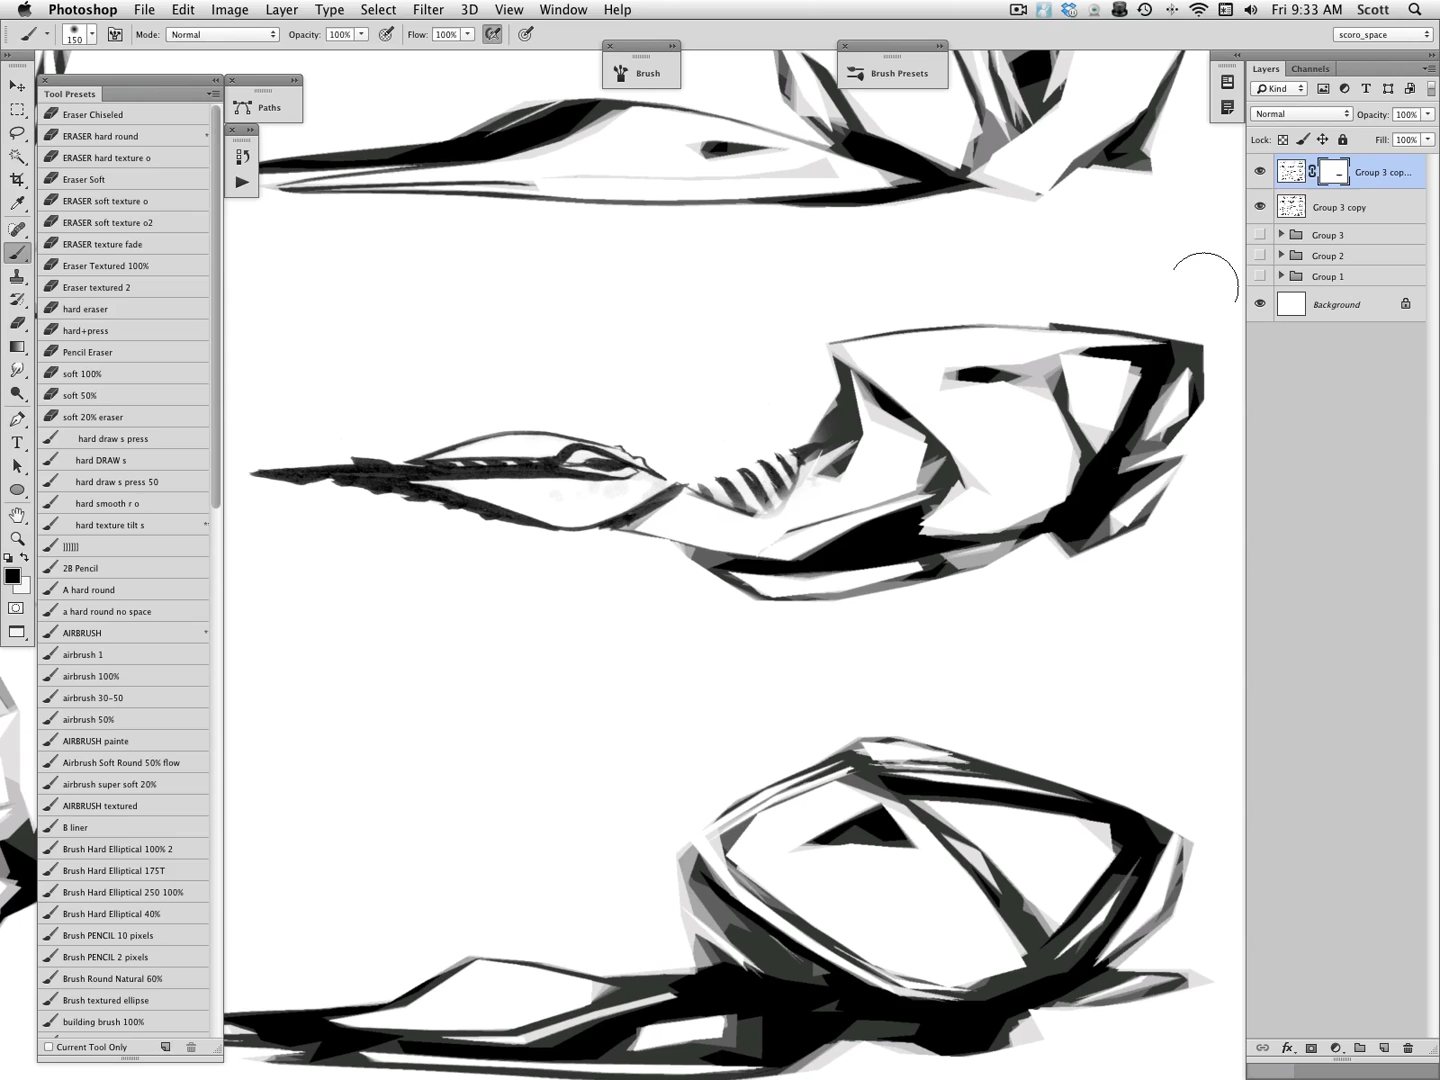 Photoshop File Edit Image Layer Type Select Filter 3D View Window Help Fri 9:33 AM Scott
150 Mode: Normal Opacity: 100% Flow: 100% scoro_space
Brush
Brush Presets
Tool Presets
Paths
Eraser Chiseled
ERASER hard round
ERASER hard texture o
Eraser Soft
ERASER soft texture o
ERASER soft texture o2
ERASER texture fade
Eraser Textured 100%
Eraser textured 2
hard eraser
hard+press
Pencil Eraser
soft 100%
soft 50%
soft 20% eraser
hard draw s press
hard DRAW s
hard draw s press 50
hard smooth r o
hard texture tilt s
]]]]]]
2B Pencil
A hard round
a hard round no space
AIRBRUSH
airbrush 1
airbrush 100%
airbrush 30-50
airbrush 50%
AIRBRUSH painte
Airbrush Soft Round 50% flow
airbrush super soft 20%
AIRBRUSH textured
B liner
Brush Hard Elliptical 100% 2
Brush Hard Elliptical 175T
Brush Hard Elliptical 250 100%
Brush Hard Elliptical 40%
Brush PENCIL 10 pixels
Brush PENCIL 2 pixels
Brush Round Natural 60%
Brush textured ellipse
building brush 100%
Current Tool Only
Layers Channels
Kind
Normal Opacity: 100%
Lock: Fill: 100%
Group 3 cop...
Group 3 copy
Group 3
Group 2
Group 1
Background
fx